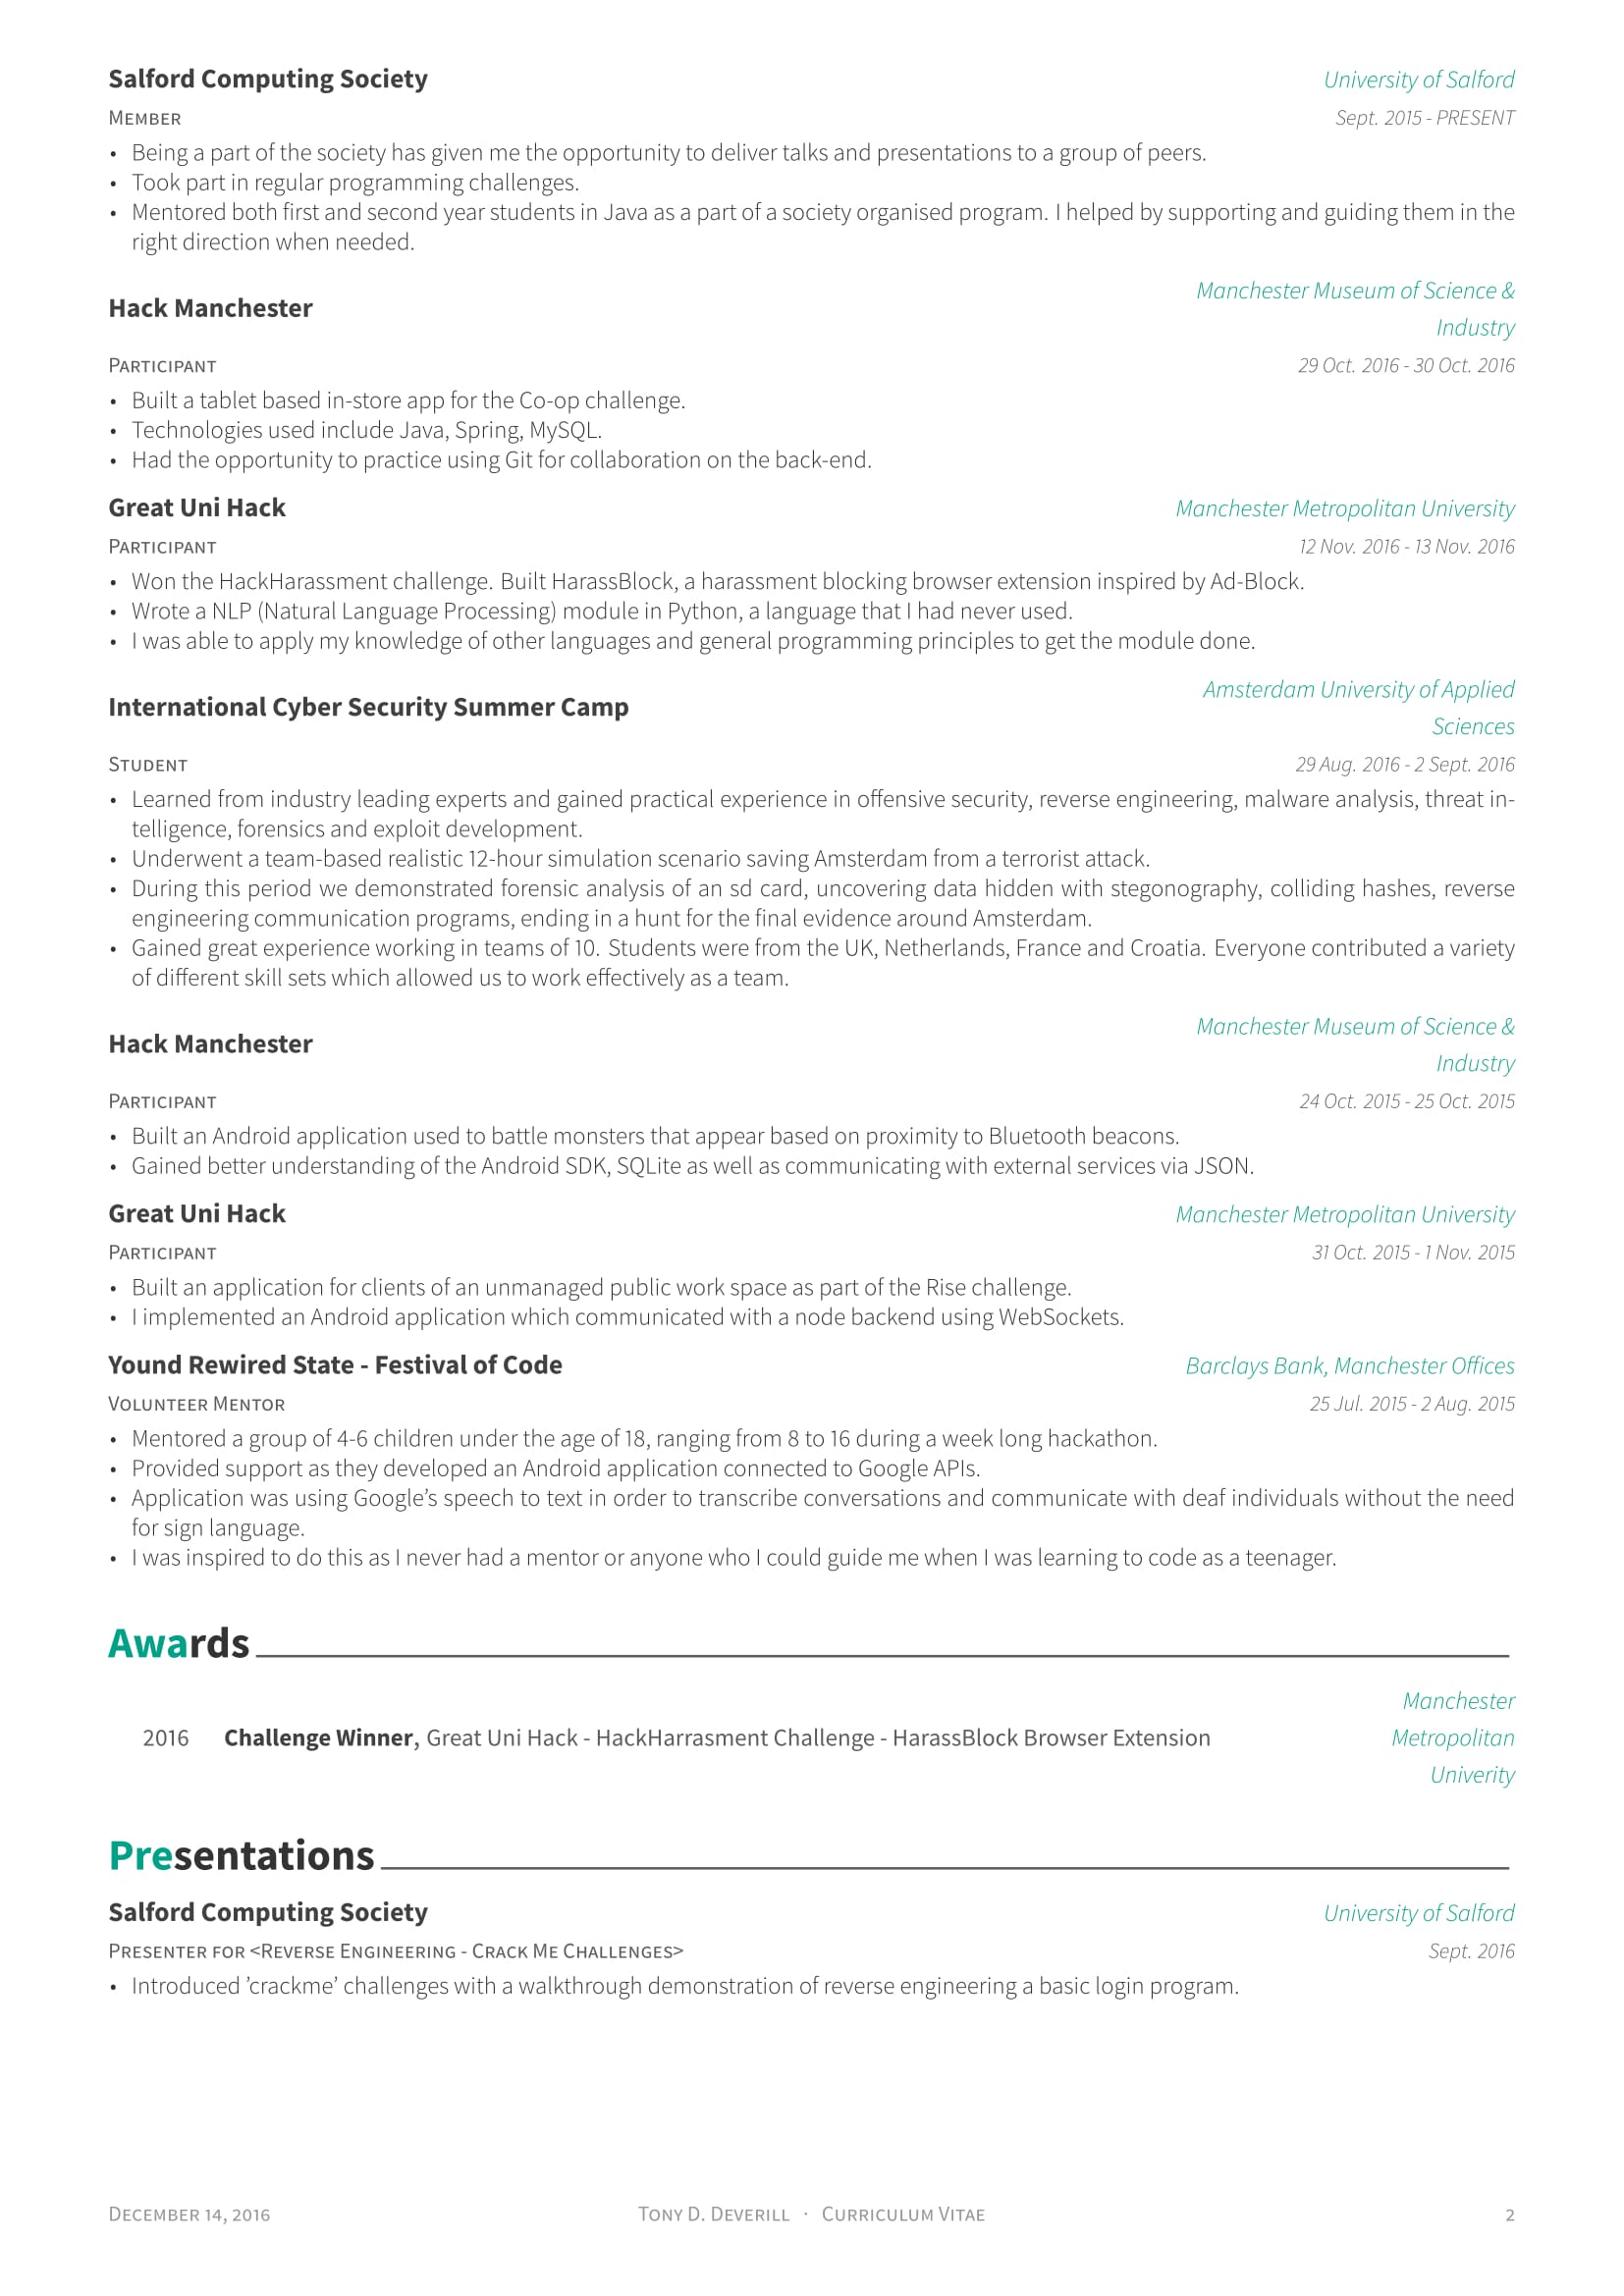 Salford Computing Society University of Salford
Member Sept. 2015 - PRESENT
• Being a part of the society has given me the opportunity to deliver talks and presentations to a group of peers.
• Took part in regular programming challenges.
• Mentored both first and second year students in Java as a part of a society organised program. I helped by supporting and guiding them in the
right direction when needed.
Manchester Museum of Science &
Hack Manchester
Industry
Participant 29 Oct. 2016 - 30 Oct. 2016
• Built a tablet based in-store app for the Co-op challenge.
• Technologies used include Java, Spring, MySQL.
• Had the opportunity to practice using Git for collaboration on the back-end.
Great Uni Hack Manchester Metropolitan University
Participant 12 Nov. 2016 - 13 Nov. 2016
• Won the HackHarassment challenge. Built HarassBlock, a harassment blocking browser extension inspired by Ad-Block.
• Wrote a NLP (Natural Language Processing) module in Python, a language that I had never used.
• I was able to apply my knowledge of other languages and general programming principles to get the module done.
Amsterdam University of Applied
International Cyber Security Summer Camp
Sciences
Student 29 Aug. 2016 - 2 Sept. 2016
• Learned from industry leading experts and gained practical experience in offensive security, reverse engineering, malware analysis, threat in-
telligence, forensics and exploit development.
• Underwent a team-based realistic 12-hour simulation scenario saving Amsterdam from a terrorist attack.
• During this period we demonstrated forensic analysis of an sd card, uncovering data hidden with stegonography, colliding hashes, reverse
engineering communication programs, ending in a hunt for the final evidence around Amsterdam.
• Gained great experience working in teams of 10. Students were from the UK, Netherlands, France and Croatia. Everyone contributed a variety
of different skill sets which allowed us to work effectively as a team.
Manchester Museum of Science &
Hack Manchester
Industry
Participant 24 Oct. 2015 - 25 Oct. 2015
• Built an Android application used to battle monsters that appear based on proximity to Bluetooth beacons.
• Gained better understanding of the Android SDK, SQLite as well as communicating with external services via JSON.
Great Uni Hack Manchester Metropolitan University
Participant 31 Oct. 2015 - 1 Nov. 2015
• Built an application for clients of an unmanaged public work space as part of the Rise challenge.
• I implemented an Android application which communicated with a node backend using WebSockets.
Yound Rewired State - Festival of Code Barclays Bank, Manchester Offices
Volunteer Mentor 25 Jul. 2015 - 2 Aug. 2015
• Mentored a group of 4-6 children under the age of 18, ranging from 8 to 16 during a week long hackathon.
• Provided support as they developed an Android application connected to Google APIs.
• Application was using Google’s speech to text in order to transcribe conversations and communicate with deaf individuals without the need
for sign language.
• I was inspired to do this as I never had a mentor or anyone who I could guide me when I was learning to code as a teenager.
Awards
Manchester
2016 Challenge Winner, Great Uni Hack - HackHarrasment Challenge - HarassBlock Browser Extension Metropolitan
Univerity
Presentations
Salford Computing Society University of Salford
Presenter for <Reverse Engineering - Crack Me Challenges> Sept. 2016
• Introduced ’crackme’ challenges with a walkthrough demonstration of reverse engineering a basic login program.
December 14, 2016 Tony D. Deverill · Curriculum Vitae 2